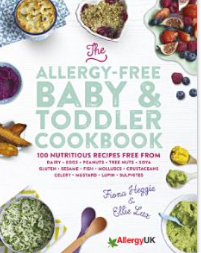 The
ALLERGY-FREE
BABY &
TODDLER
COOKBOOK
100 NUTRITIOUS RECIPES FREE FROM
DAIRY • EGGS • PEANUTS • TREE NUTS • SOYA
GLUTEN • SESAME • FISH • MOLLUSCS • CRUSTACEANS
CELERY • MUSTARD • LUPIN • SULPHITES
Fiona Heggie
& Ellie Lux
AllergyUK